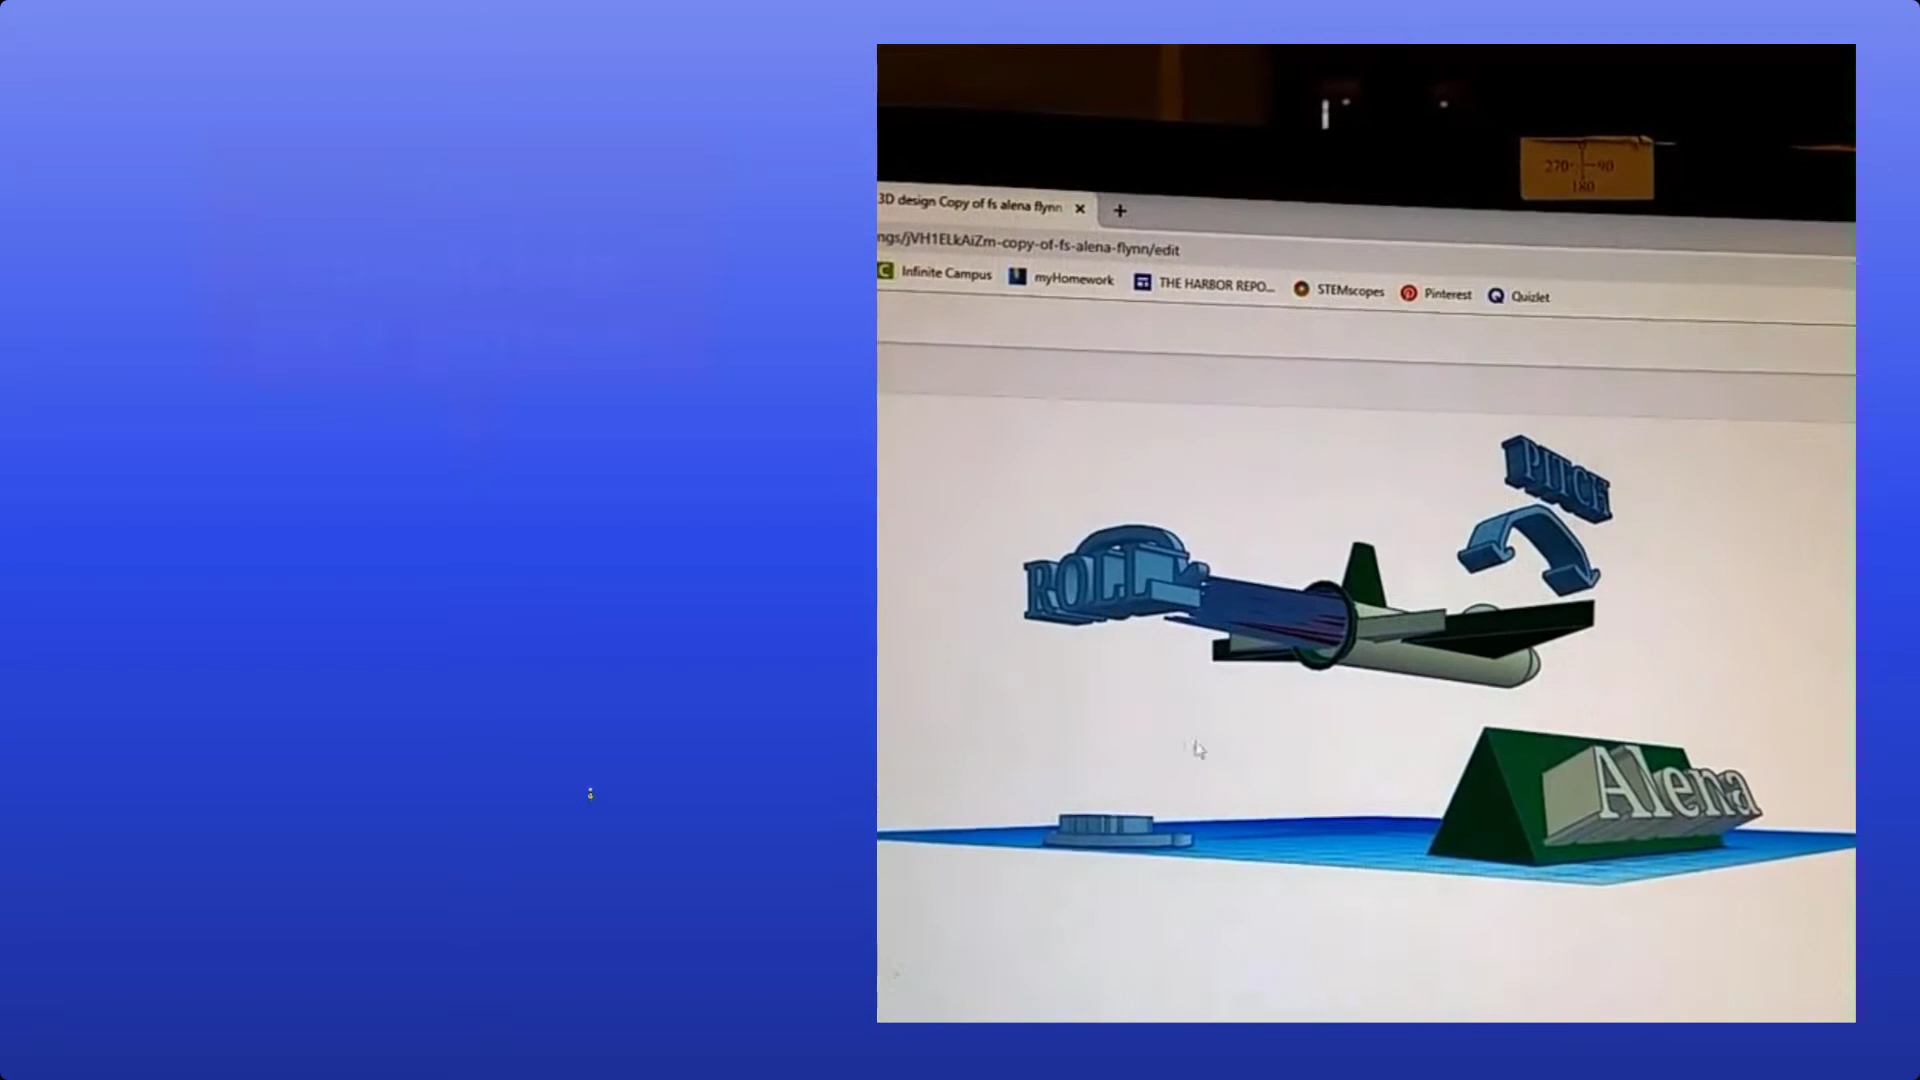 270 90
180
3D design Copy of fs alena flynn
ngs/jVH1ELkAiZm-copy-of-fs-alena-flynn/edit
Infinite Campus myHomework THE HARBOR REPO... STEMscopes Pinterest Quizlet
PITCH
ROLL
Alena